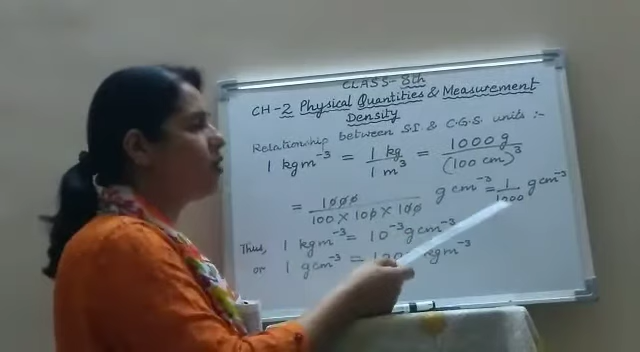 CLASS- 8th
CH-2 Physical Quantities & Measurement
Density
Relationship between S.I. & C.G.S. units :-
1 kgm⁻³ = 1 kg / 1 m³ = 1000 g / (100 cm)³
= 1000 / 100 × 100 × 100 g cm⁻³ = 1 / 1000 g cm⁻³
Thus, 1 kgm⁻³ = 10⁻³ g cm⁻³
or 1 gcm⁻³ = kgm⁻³